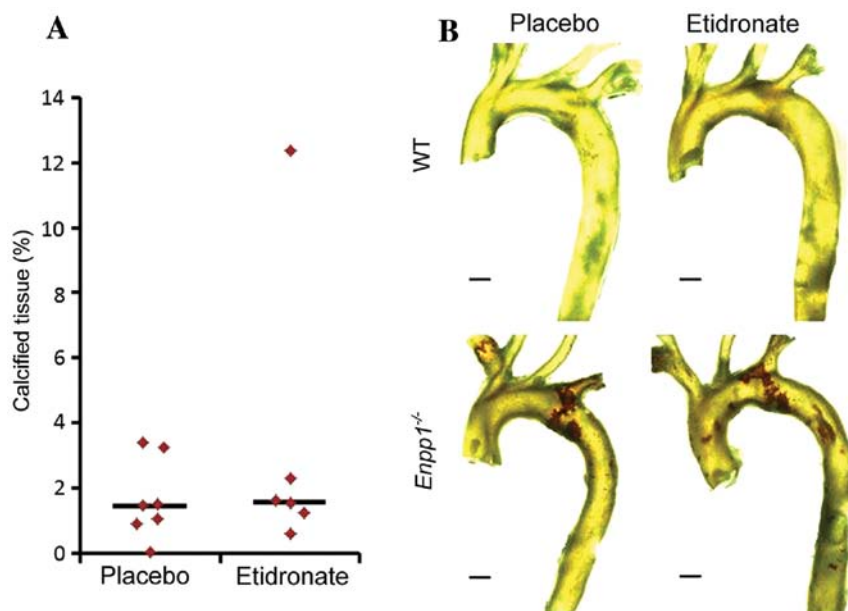 A
Calcified tissue (%)
14
12
10
8
6
4
2
0
Placebo
Etidronate
B
Placebo
Etidronate
WT
Enpp1-/-